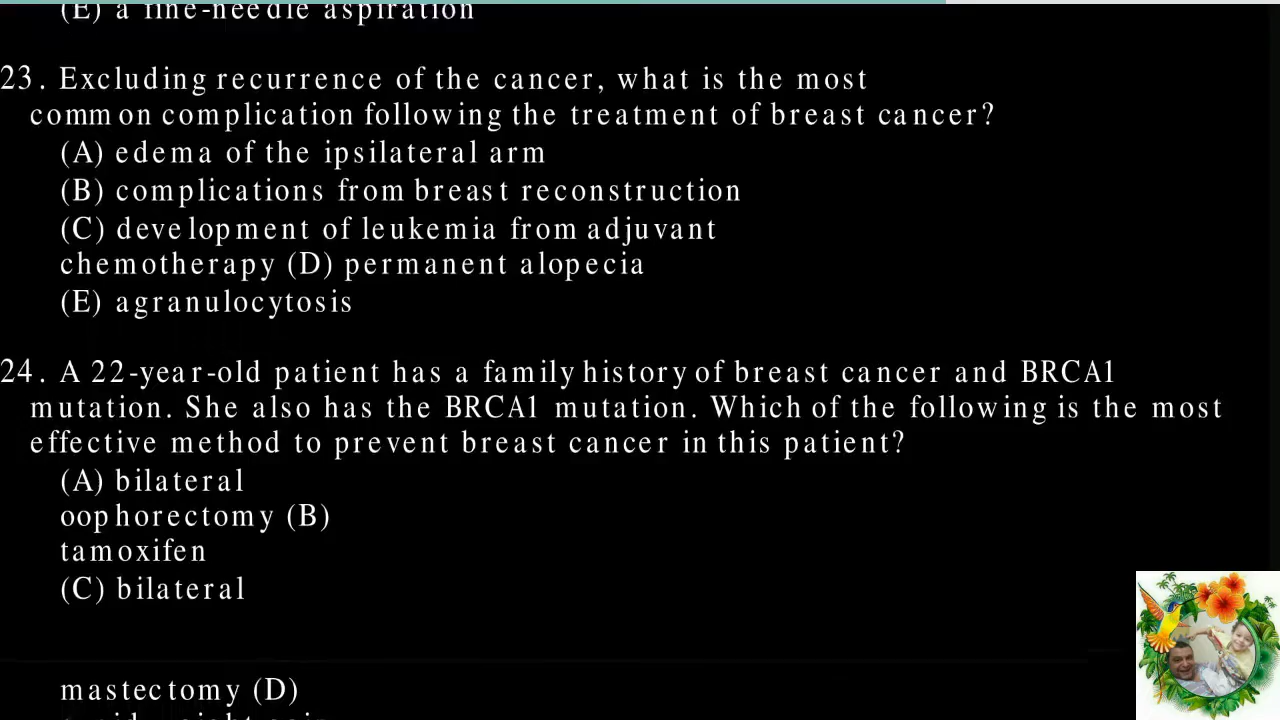 (E) a fine-needle aspiration
23. Excluding recurrence of the cancer, what is the most
common complication following the treatment of breast cancer?
(A) edema of the ipsilateral arm
(B) complications from breast reconstruction
(C) development of leukemia from adjuvant
chemotherapy (D) permanent alopecia
(E) agranulocytosis
24. A 22-year-old patient has a family history of breast cancer and BRCA1
mutation. She also has the BRCA1 mutation. Which of the following is the most
effective method to prevent breast cancer in this patient?
(A) bilateral
oophorectomy (B)
tamoxifen
(C) bilateral
mastectomy (D)